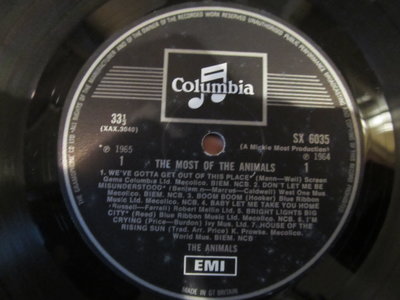 Columbia
33⅓
(XAX.3040)
SX 6035
(A Mickie Most Production)
℗ 1965
℗ 1964
1
1
THE MOST OF THE ANIMALS
1. WE'VE GOTTA GET OUT OF THIS PLACE* (Mann—Weil) Screen
Gems Columbia Ltd. Mecolico. BIEM. NCB. 2. DON'T LET ME BE
MISUNDERSTOOD* (Benjamin—Marcus—Caldwell) West One Mus.
Mecolico. BIEM. NCB. 3. BOOM BOOM (Hooker) Blue Ribbon
Music Ltd. Mecolico. NCB. 4. BABY LET ME TAKE YOU HOME
(Russell—Farrell) Robert Mellin Ltd. 5. BRIGHT LIGHTS BIG
CITY* (Reed) Blue Ribbon Music Ltd. Mecolico. NCB. 6. I'M
CRYING (Price—Burdon) Ivy Mus. Ltd. 7. HOUSE OF THE
RISING SUN (Trad. Arr. Price) K. Prowse. Mecolico.
World Mus. BIEM. NCB
THE ANIMALS
EMI
MADE IN GT BRITAIN